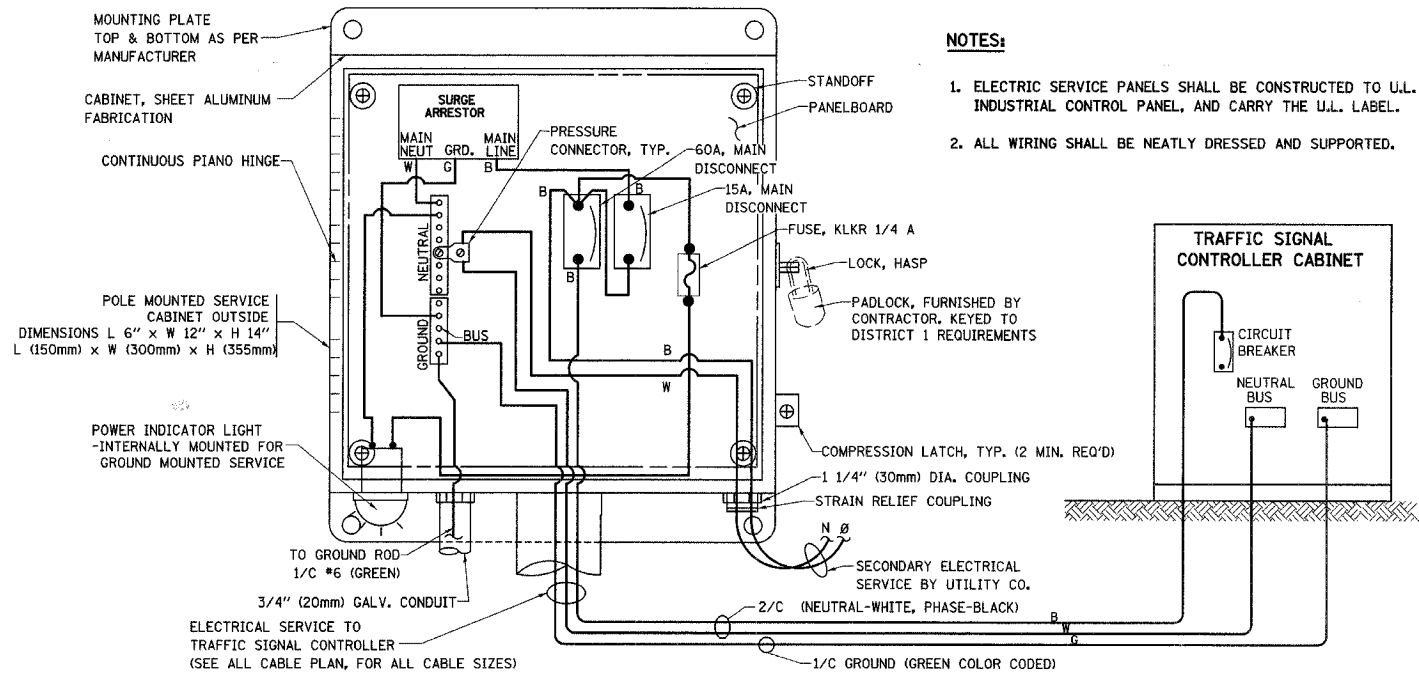 MOUNTING PLATE
TOP & BOTTOM AS PER
MANUFACTURER
CABINET, SHEET ALUMINUM
FABRICATION
CONTINUOUS PIANO HINGE
POLE MOUNTED SERVICE
CABINET OUTSIDE
DIMENSIONS L 6" x W 12" x H 14"
L (150mm) x W (300mm) x H (355mm)
POWER INDICATOR LIGHT
-INTERNALLY MOUNTED FOR
GROUND MOUNTED SERVICE
SURGE
ARRESTOR
MAIN
NEUT
GRD.
MAIN
LINE
W
G
B
PRESSURE
CONNECTOR, TYP.
60A, MAIN
DISCONNECT
15A, MAIN
DISCONNECT
B
B
B
FUSE, KLKR 1/4 A
NEUTRAL
GROUND
BUS
B
W
STANDOFF
PANELBOARD
LOCK, HASP
PADLOCK, FURNISHED BY
CONTRACTOR. KEYED TO
DISTRICT 1 REQUIREMENTS
COMPRESSION LATCH, TYP. (2 MIN. REQ'D)
1 1/4" (30mm) DIA. COUPLING
STRAIN RELIEF COUPLING
N Ø
SECONDARY ELECTRICAL
SERVICE BY UTILITY CO.
TO GROUND ROD
1/C #6 (GREEN)
3/4" (20mm) GALV. CONDUIT
ELECTRICAL SERVICE TO
TRAFFIC SIGNAL CONTROLLER
(SEE ALL CABLE PLAN, FOR ALL CABLE SIZES)
2/C (NEUTRAL-WHITE, PHASE-BLACK)
B
W
G
1/C GROUND (GREEN COLOR CODED)
NOTES:
1. ELECTRIC SERVICE PANELS SHALL BE CONSTRUCTED TO U.L.
INDUSTRIAL CONTROL PANEL, AND CARRY THE U.L. LABEL.
2. ALL WIRING SHALL BE NEATLY DRESSED AND SUPPORTED.
TRAFFIC SIGNAL
CONTROLLER CABINET
CIRCUIT
BREAKER
NEUTRAL
BUS
GROUND
BUS